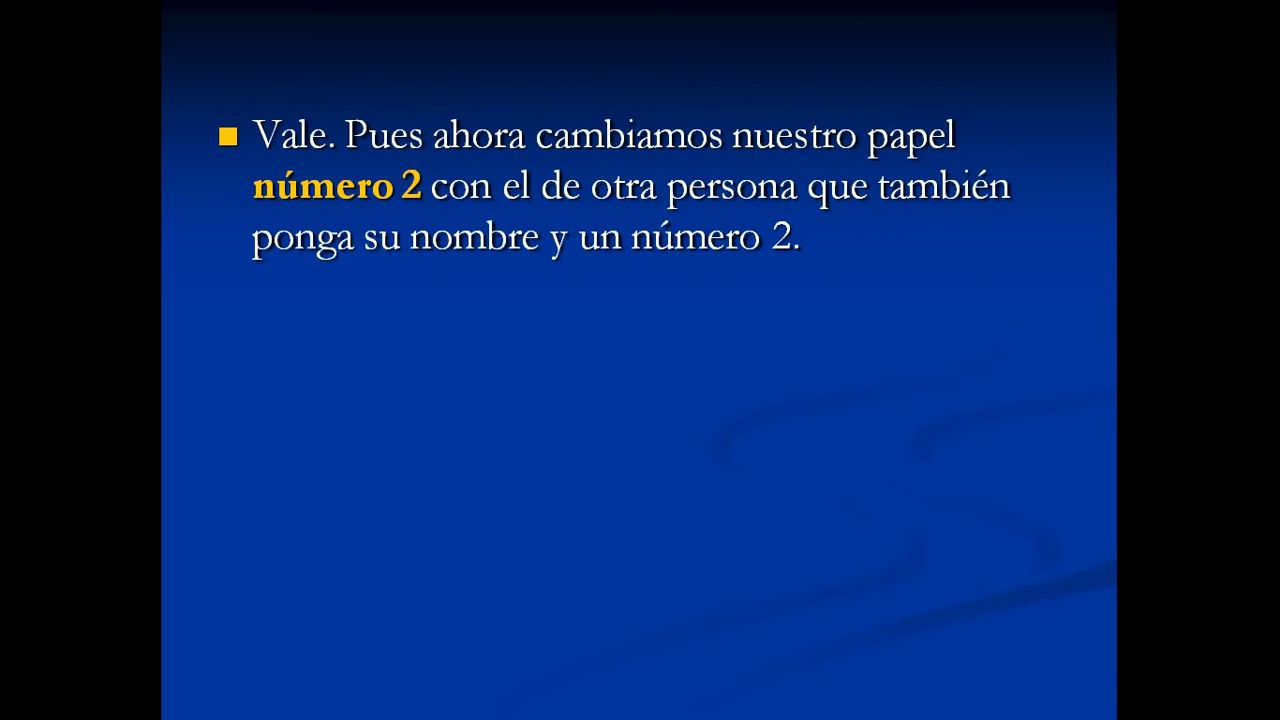 Vale. Pues ahora cambiamos nuestro papel
número 2 con el de otra persona que también
ponga su nombre y un número 2.